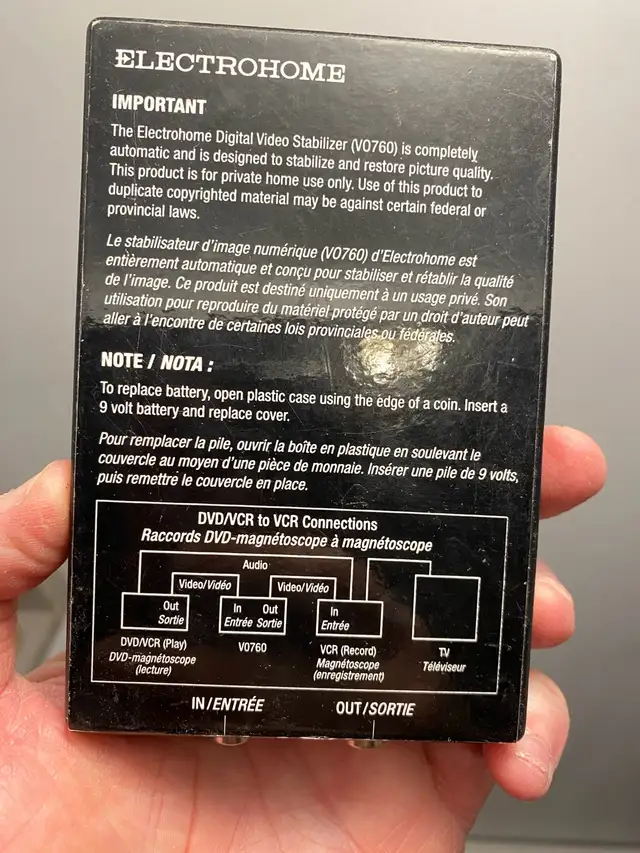 ELECTROHOME
IMPORTANT
The Electrohome Digital Video Stabilizer (VO760) is completely
automatic and is designed to stabilize and restore picture quality.
This product is for private home use only. Use of this product to
duplicate copyrighted material may be against certain federal or
provincial laws.
Le stabilisateur d'image numérique (VO760) d'Electrohome est
entièrement automatique et conçu pour stabiliser et rétablir la qualité
de l'image. Ce produit est destiné uniquement à un usage privé. Son
utilisation pour reproduire du matériel protégé par un droit d'auteur peut
aller à l'encontre de certaines lois provinciales ou fédérales.
NOTE / NOTA :
To replace battery, open plastic case using the edge of a coin. Insert a
9 volt battery and replace cover.
Pour remplacer la pile, ouvrir la boîte en plastique en soulevant le
couvercle au moyen d'une pièce de monnaie. Insérer une pile de 9 volts,
puis remettre le couvercle en place.
DVD/VCR to VCR Connections
Raccords DVD-magnétoscope à magnétoscope
Audio
Video/Vidéo
Video/Vidéo
Out
Sortie
In
Entrée
Out
Sortie
In
Entrée
DVD/VCR (Play)
DVD-magnétoscope
(lecture)
VO760
VCR (Record)
Magnétoscope
(enregistrement)
TV
Téléviseur
IN/ENTRÉE
OUT/SORTIE